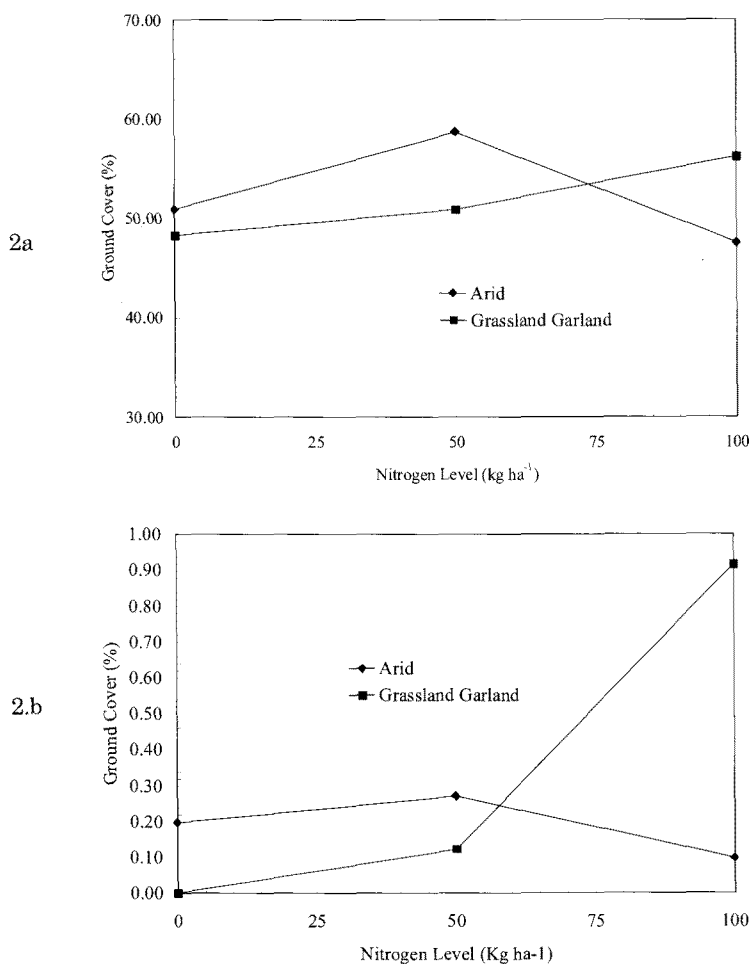 2a
Ground Cover (%)
70.00
60.00
50.00
40.00
30.00
Arid
Grassland Garland
0 25 50 75 100
Nitrogen Level (kg ha⁻¹)
2.b
Ground Cover (%)
1.00
0.90
0.80
0.70
0.60
0.50
0.40
0.30
0.20
0.10
0.00
Arid
Grassland Garland
0 25 50 75 100
Nitrogen Level (Kg ha-1)